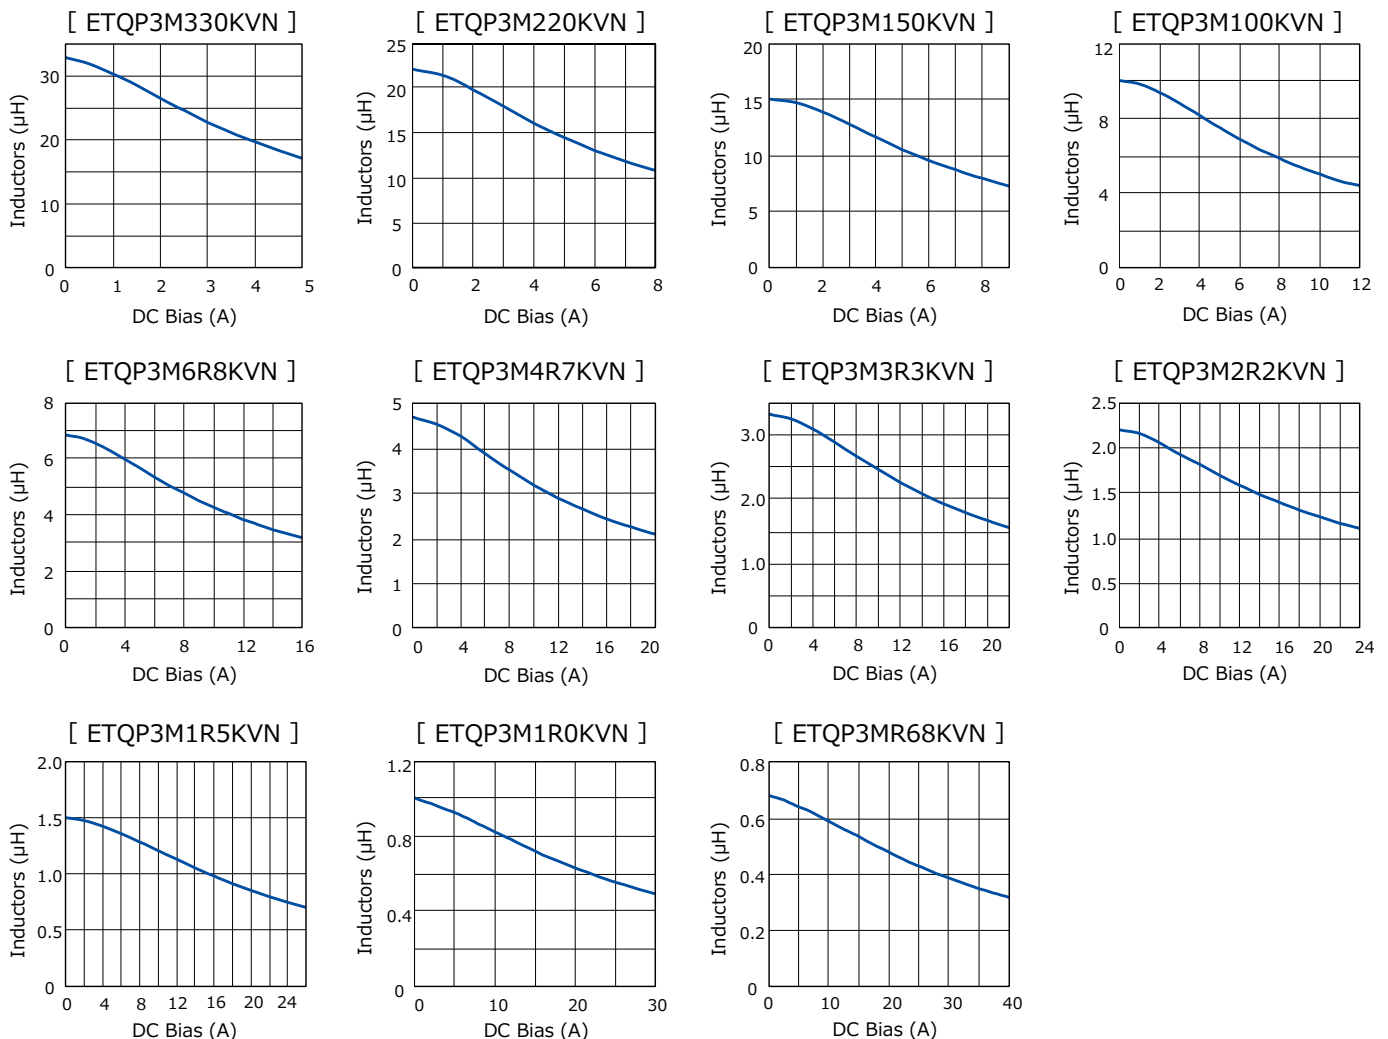 [ ETQP3M330KVN ]
Inductors (µH)
30
20
10
0
0 1 2 3 4 5
DC Bias (A)
[ ETQP3M220KVN ]
Inductors (µH)
25
20
15
10
5
0
0 2 4 6 8
DC Bias (A)
[ ETQP3M150KVN ]
Inductors (µH)
20
15
10
5
0
0 2 4 6 8
DC Bias (A)
[ ETQP3M100KVN ]
Inductors (µH)
12
8
4
0
0 2 4 6 8 10 12
DC Bias (A)
[ ETQP3M6R8KVN ]
Inductors (µH)
8
6
4
2
0
0 4 8 12 16
DC Bias (A)
[ ETQP3M4R7KVN ]
Inductors (µH)
5
4
3
2
1
0
0 4 8 12 16 20
DC Bias (A)
[ ETQP3M3R3KVN ]
Inductors (µH)
3.0
2.0
1.0
0
0 4 8 12 16 20
DC Bias (A)
[ ETQP3M2R2KVN ]
Inductors (µH)
2.5
2.0
1.5
1.0
0.5
0
0 4 8 12 16 20 24
DC Bias (A)
[ ETQP3M1R5KVN ]
Inductors (µH)
2.0
1.5
1.0
0.5
0
0 4 8 12 16 20 24
DC Bias (A)
[ ETQP3M1R0KVN ]
Inductors (µH)
1.2
0.8
0.4
0
0 10 20 30
DC Bias (A)
[ ETQP3MR68KVN ]
Inductors (µH)
0.8
0.6
0.4
0.2
0
0 10 20 30 40
DC Bias (A)